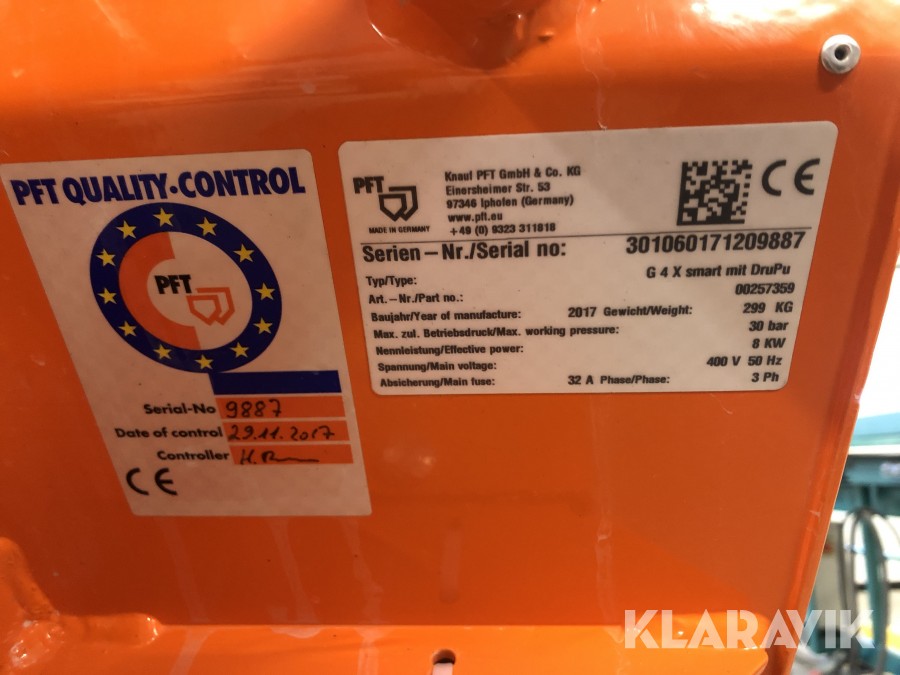 PFT QUALITY•CONTROL
PFT
Serial-No 9887
Date of control 29.11.2017
Controller
CE
PFT
MADE IN GERMANY
Knauf PFT GmbH & Co. KG
Einersheimer Str. 53
97346 Iphofen (Germany)
www.pft.eu
+49 (0) 9323 311818
CE
Serien-Nr./Serial no: 301060171209887
Typ/Type: G 4 X smart mit DruPu
Art.-Nr./Part no.: 00257359
Baujahr/Year of manufacture: 2017 Gewicht/Weight: 299 KG
Max. zul. Betriebsdruck/Max. working pressure: 30 bar
Nennleistung/Effective power: 8 KW
Spannung/Main voltage: 400 V 50 Hz
Absicherung/Main fuse: 32 A Phase/Phase: 3 Ph
KLARAVIK